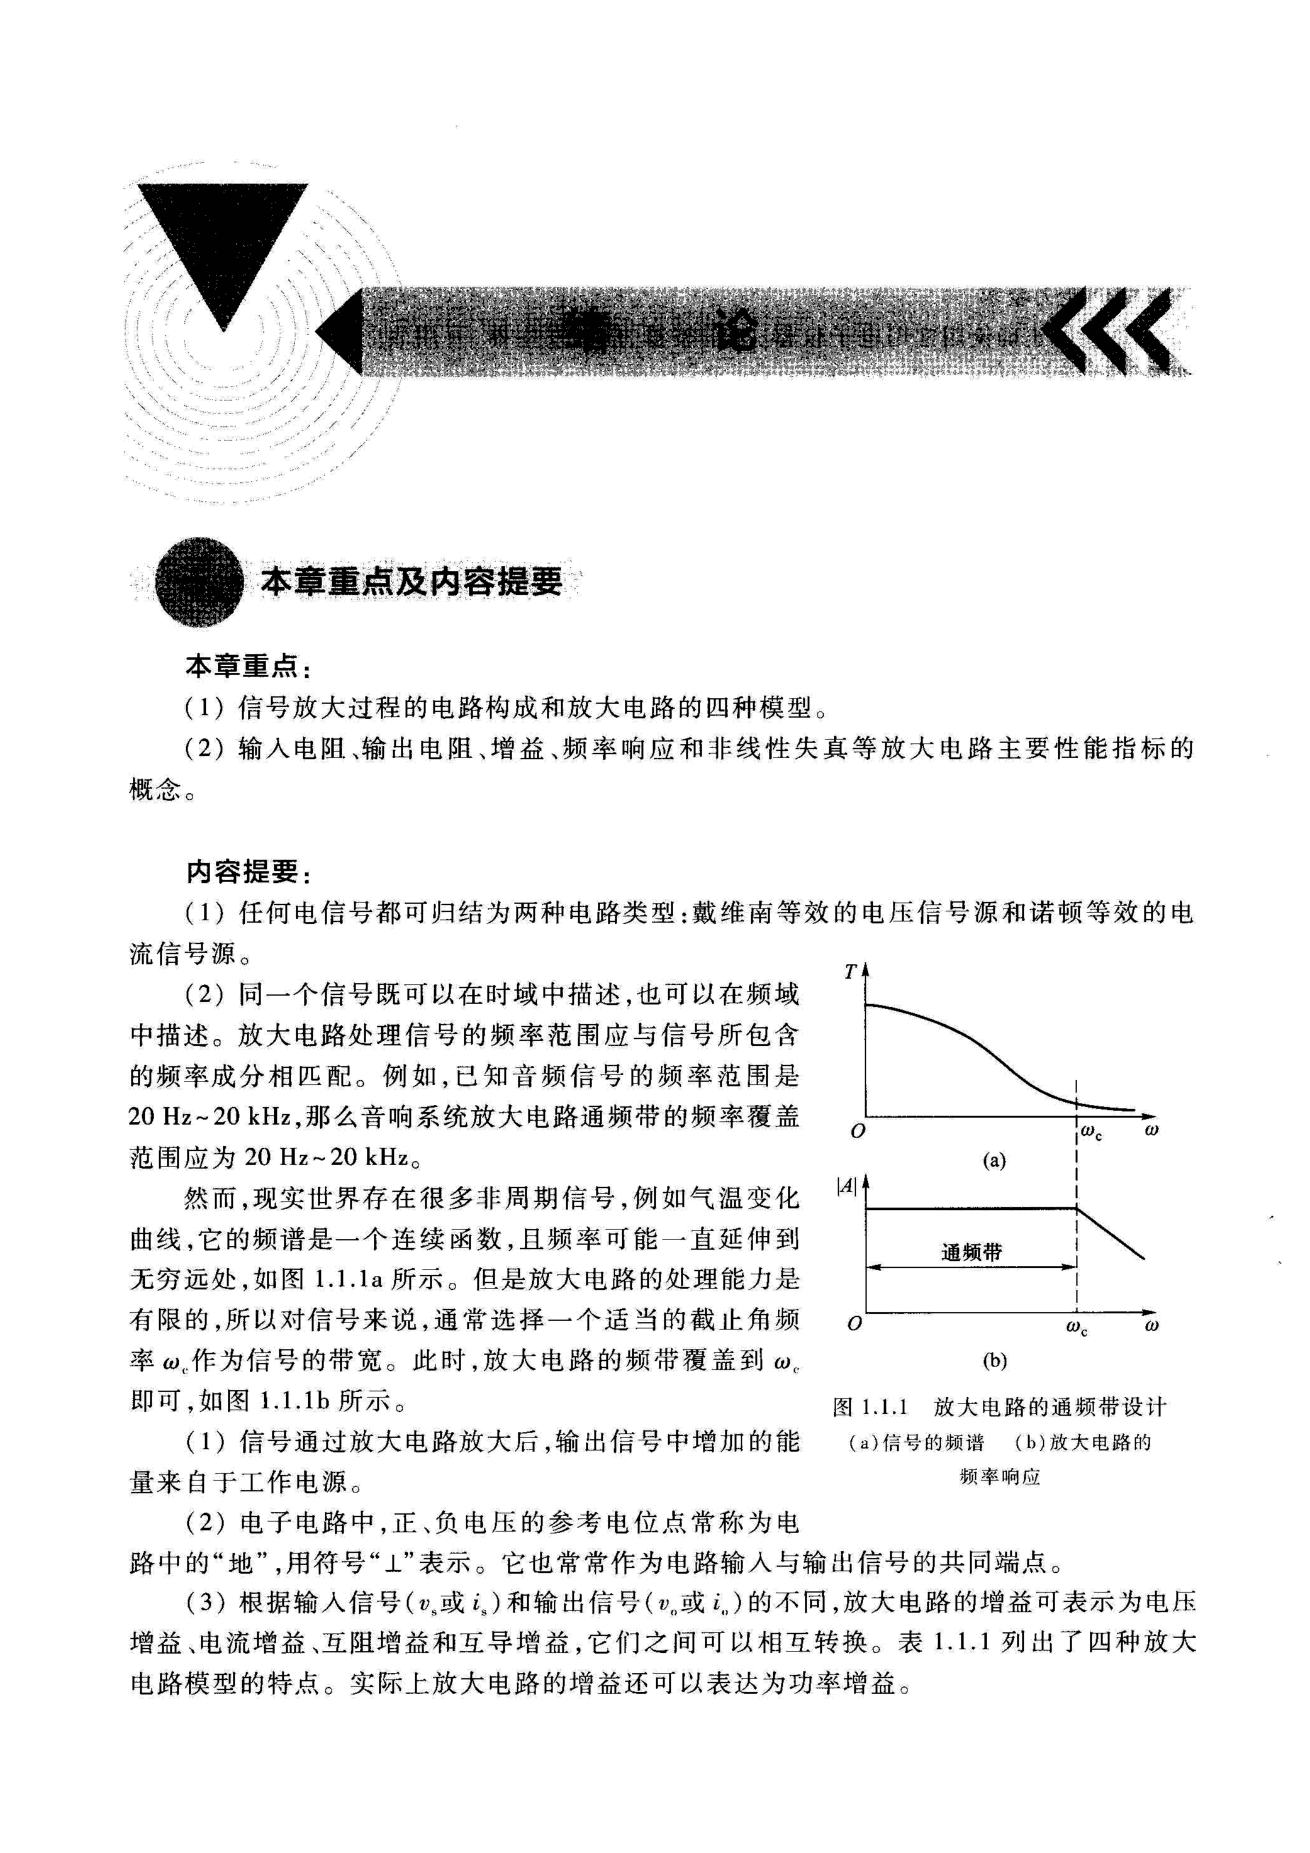 绪 论
本章重点及内容提要
本章重点:
(1) 信号放大过程的电路构成和放大电路的四种模型。
(2) 输入电阻、输出电阻、增益、频率响应和非线性失真等放大电路主要性能指标的
概念。
内容提要:
(1) 任何电信号都可归结为两种电路类型:戴维南等效的电压信号源和诺顿等效的电
流信号源。
(2) 同一个信号既可以在时域中描述,也可以在频域
中描述。放大电路处理信号的频率范围应与信号所包含
的频率成分相匹配。例如,已知音频信号的频率范围是
20 Hz~20 kHz,那么音响系统放大电路通频带的频率覆盖
范围应为 20 Hz~20 kHz。
然而,现实世界存在很多非周期信号,例如气温变化
曲线,它的频谱是一个连续函数,且频率可能一直延伸到
无穷远处,如图 1.1.1a 所示。但是放大电路的处理能力是
有限的,所以对信号来说,通常选择一个适当的截止角频
率 ωc作为信号的带宽。此时,放大电路的频带覆盖到 ωc
即可,如图 1.1.1b 所示。
T
O
ωc
ω
(a)
|A|
通频带
O
ωc
ω
(b)
图 1.1.1 放大电路的通频带设计
(a)信号的频谱 (b)放大电路的
频率响应
(1) 信号通过放大电路放大后,输出信号中增加的能
量来自于工作电源。
(2) 电子电路中,正、负电压的参考电位点常称为电
路中的“地”,用符号“⊥”表示。它也常常作为电路输入与输出信号的共同端点。
(3) 根据输入信号(vs或 is)和输出信号(vo或 io)的不同,放大电路的增益可表示为电压
增益、电流增益、互阻增益和互导增益,它们之间可以相互转换。表 1.1.1 列出了四种放大
电路模型的特点。实际上放大电路的增益还可以表达为功率增益。